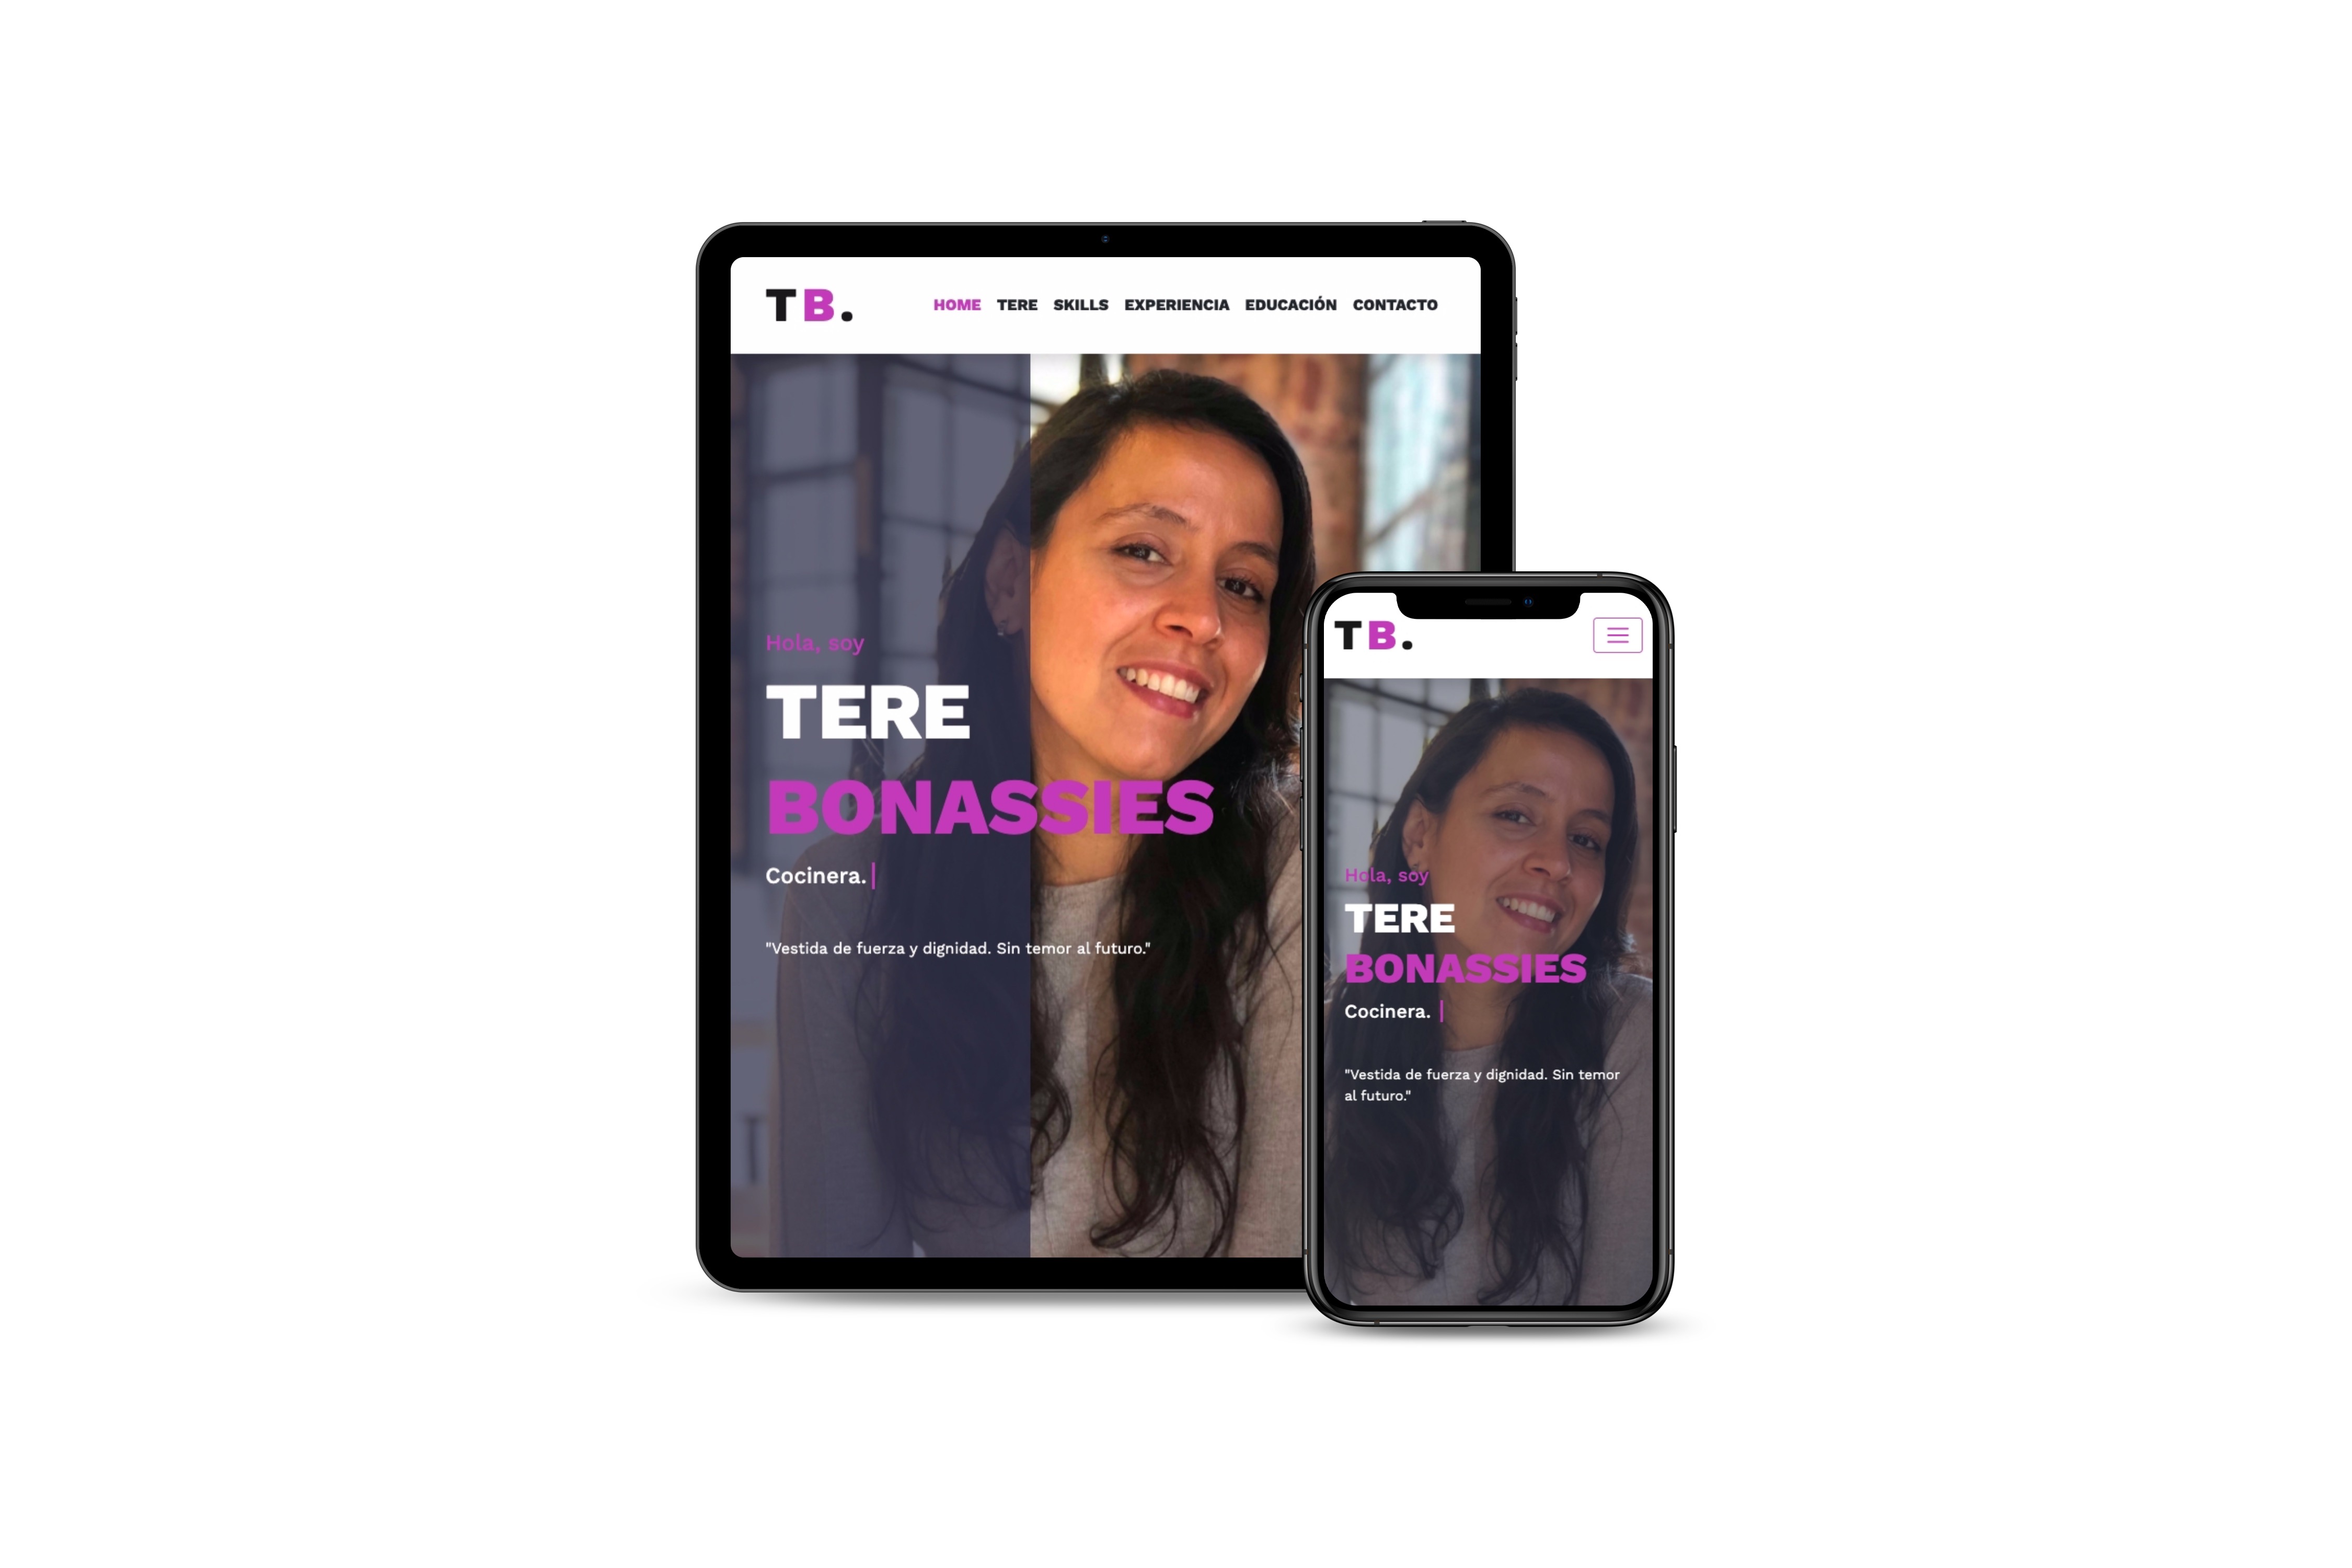 TB.
HOME TERE SKILLS EXPERIENCIA EDUCACIÓN CONTACTO
Hola, soy
TERE
BONASSIES
Cocinera.
"Vestida de fuerza y dignidad. Sin temor al futuro."
TB.
Hola, soy
TERE
BONASSIES
Cocinera.
"Vestida de fuerza y dignidad. Sin temor
al futuro."